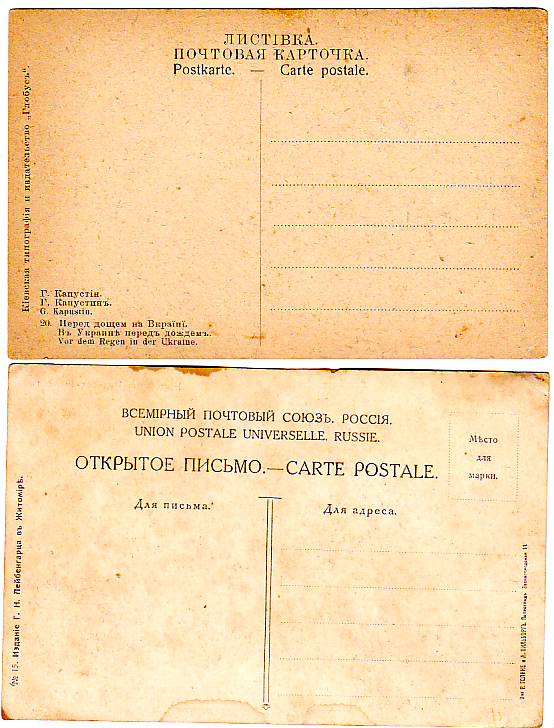 ЛИСТІВКА.
ПОЧТОВАЯ КАРТОЧКА.
Postkarte. — Carte postale.
Кіевская типографія и издательство „Глобусъ“.
Г. Капустін.
Г. Капустинъ.
G. Kapustin.
20. Перед дощем на Вкраїні.
Въ Украинѣ передъ дождемъ.
Vor dem Regen in der Ukraine.
ВСЕМІРНЫЙ ПОЧТОВЫЙ СОЮЗЪ. РОССІЯ.
UNION POSTALE UNIVERSELLE. RUSSIE.
ОТКРЫТОЕ ПИСЬМО.—CARTE POSTALE.
Мѣсто
для
марки.
Для письма.
Для адреса.
№ 15. Изданіе Г. Н. Лейбенгарца въ Житомірѣ.